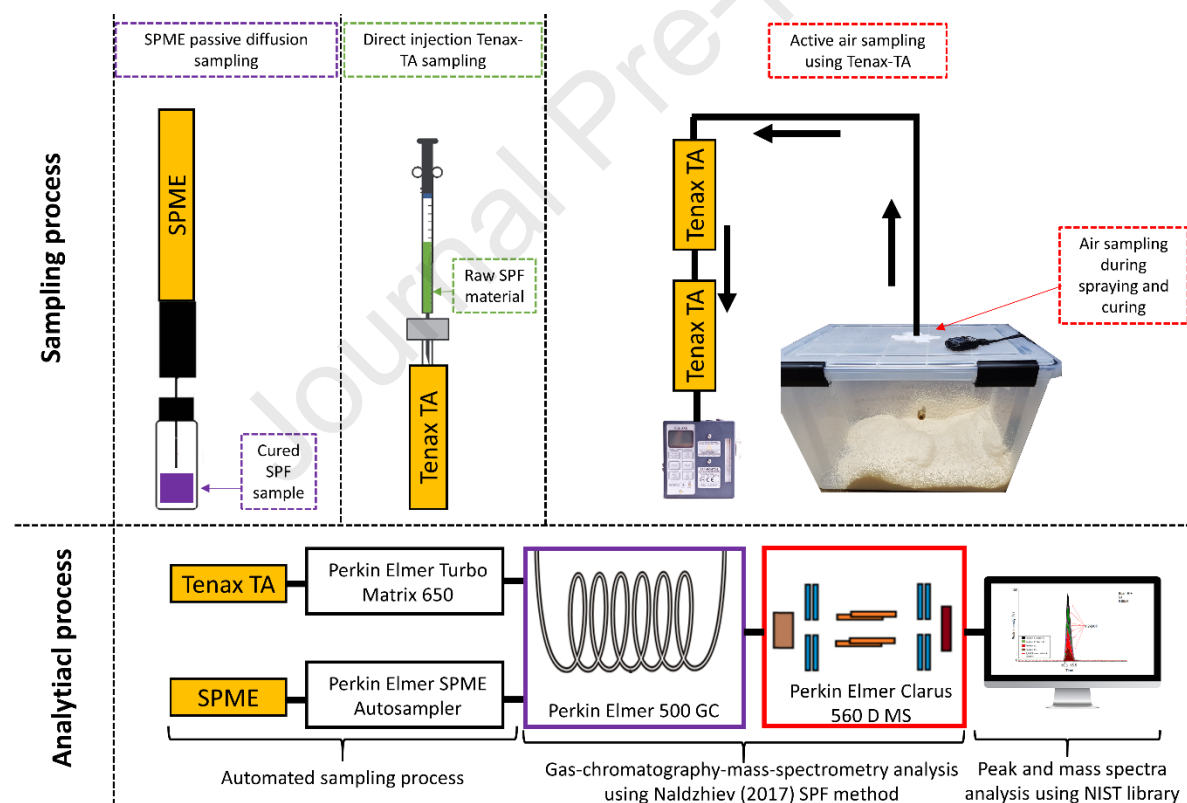 SPME passive diffusion
sampling
Direct injection Tenax-
TA sampling
Active air sampling
using Tenax-TA
Journal Pre-
Sampling process
SPME
Cured
SPF
sample
Raw SPF
material
Tenax TA
Tenax TA
Tenax TA
Air sampling
during
spraying and
curing
Analytiacl process
Tenax TA
Perkin Elmer Turbo
Matrix 650
SPME
Perkin Elmer SPME
Autosampler
Perkin Elmer 500 GC
Perkin Elmer Clarus
560 D MS
Automated sampling process
Gas-chromatography-mass-spectrometry analysis
using Naldzhiev (2017) SPF method
Peak and mass spectra
analysis using NIST library